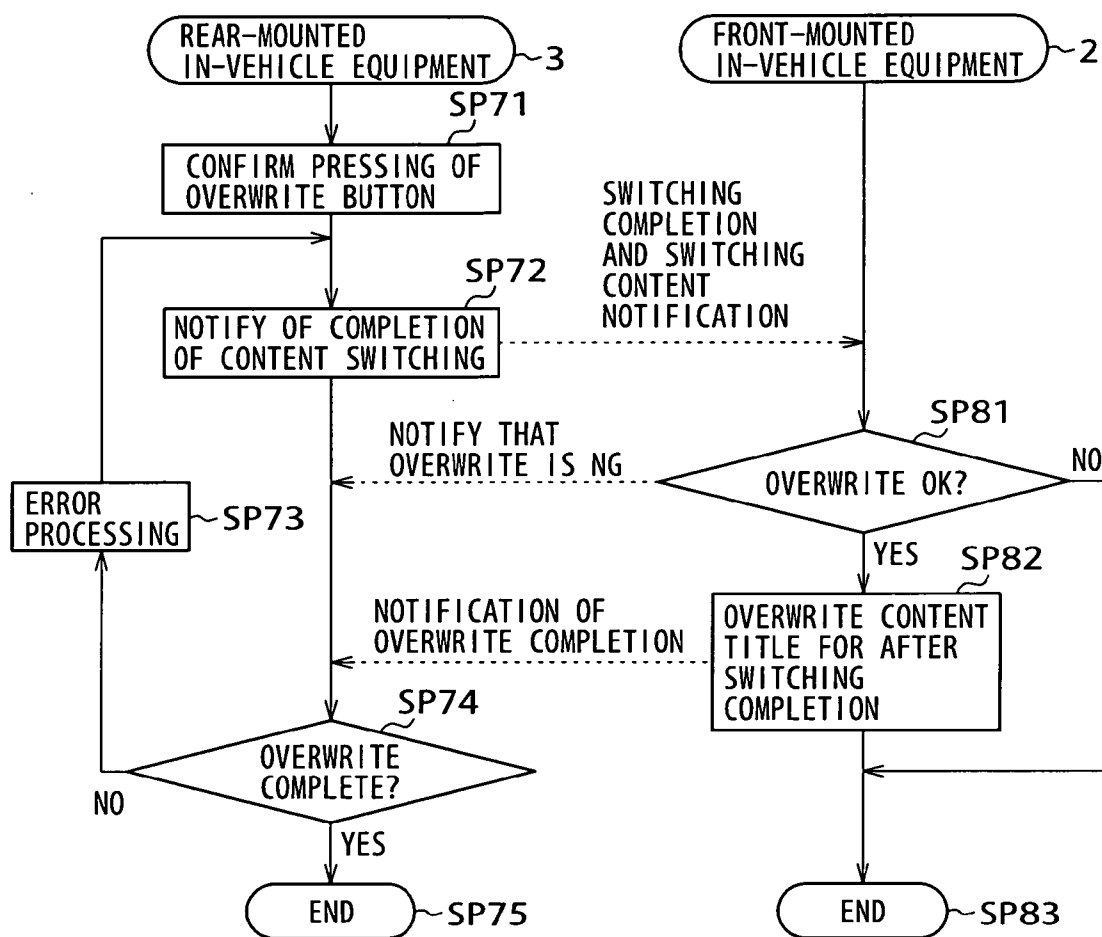 REAR-MOUNTED
IN-VEHICLE EQUIPMENT
3
FRONT-MOUNTED
IN-VEHICLE EQUIPMENT
2
SP71
CONFIRM PRESSING OF
OVERWRITE BUTTON
SWITCHING
COMPLETION
AND SWITCHING
CONTENT
NOTIFICATION
SP72
NOTIFY OF COMPLETION
OF CONTENT SWITCHING
SP81
NOTIFY THAT
OVERWRITE IS NG
OVERWRITE OK?
NO
ERROR
PROCESSING
SP73
YES
SP82
NOTIFICATION OF
OVERWRITE COMPLETION
OVERWRITE CONTENT
TITLE FOR AFTER
SWITCHING
COMPLETION
SP74
OVERWRITE
COMPLETE?
NO
YES
END
SP75
END
SP83